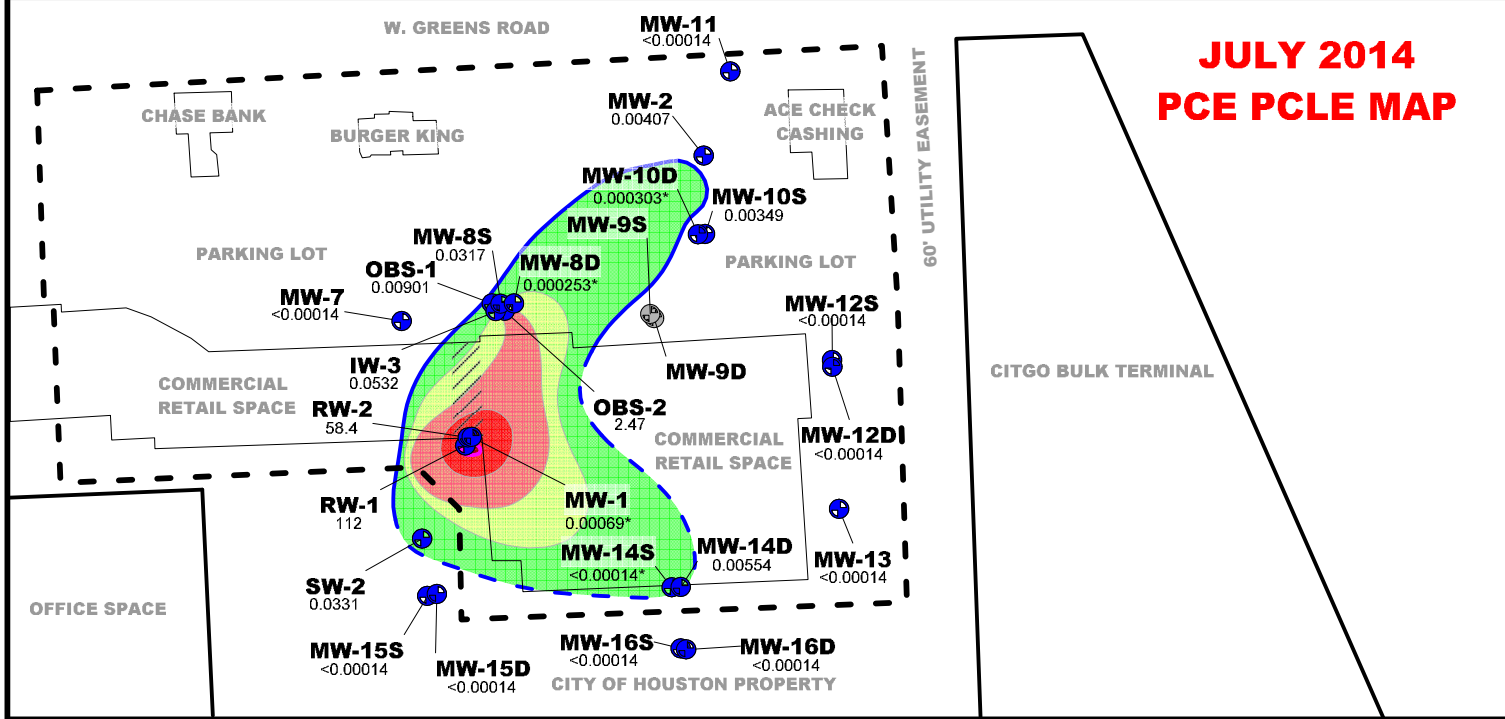 W. GREENS ROAD
MW-11
<0.00014
JULY 2014
PCE PCLE MAP
CHASE BANK
BURGER KING
MW-2
0.00407
ACE CHECK
CASHING
60' UTILITY EASEMENT
MW-10D
0.000303*
MW-10S
0.00349
MW-9S
MW-8S
0.0317
PARKING LOT
OBS-1
0.00901
MW-8D
0.000253*
PARKING LOT
MW-7
<0.00014
MW-12S
<0.00014
IW-3
0.0532
MW-9D
CITGO BULK TERMINAL
COMMERCIAL
RETAIL SPACE
RW-2
58.4
OBS-2
2.47
COMMERCIAL
RETAIL SPACE
MW-12D
<0.00014
RW-1
112
MW-1
0.00069*
MW-14S
<0.00014*
MW-14D
0.00554
MW-13
<0.00014
SW-2
0.0331
OFFICE SPACE
MW-15S
<0.00014
MW-15D
<0.00014
MW-16S
<0.00014
MW-16D
<0.00014
CITY OF HOUSTON PROPERTY